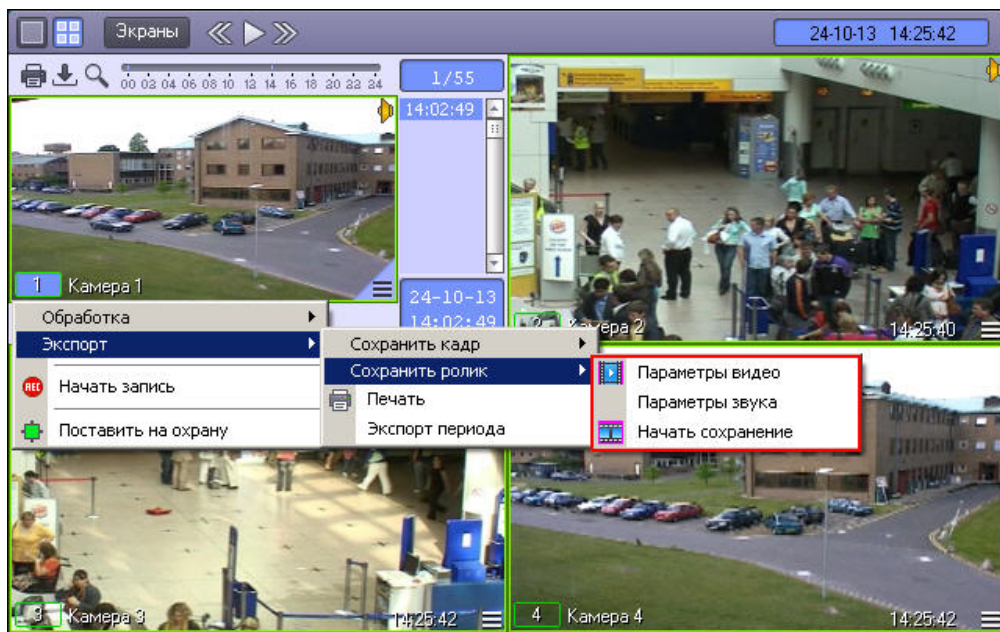 Экраны
24-10-13 14:25:42
00 02 04 06 08 10 12 14 16 18 20 22 24
1/55
14:02:49
1 Камера 1
24-10-13
14:02:49
2 Камера 2
14:25:40
Обработка
Экспорт
REC Начать запись
Поставить на охрану
Сохранить кадр
Сохранить ролик
Печать
Экспорт периода
Параметры видео
Параметры звука
Начать сохранение
3 Камера 3
14:25:42
4 Камера 4
14:25:42